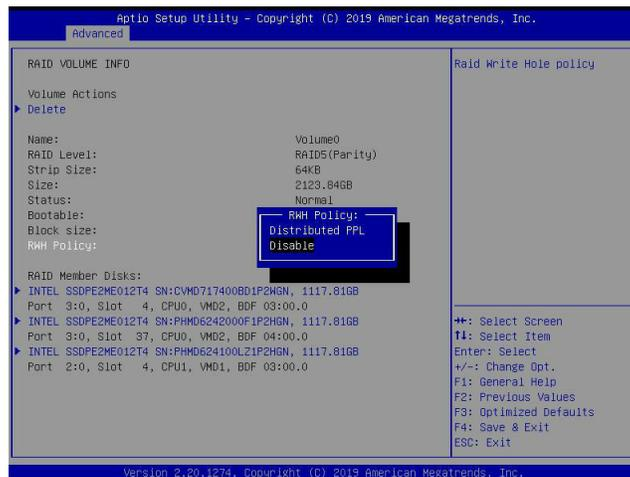 Aptio Setup Utility – Copyright (C) 2019 American Megatrends, Inc.
Advanced
RAID VOLUME INFO
Volume Actions
Delete
Name: Volume0
RAID Level: RAID5(Parity)
Strip Size: 64KB
Size: 2123.84GB
Status: Normal
Bootable:
Block size:
RWH Policy:
RWH Policy:
Distributed PPL
Disable
RAID Member Disks:
INTEL SSDPE2ME012T4 SN:CVMD717400BD1P2WGN, 1117.81GB
Port 3:0, Slot 4, CPU0, VMD2, BDF 03:00.0
INTEL SSDPE2ME012T4 SN:PHMD6242000F1P2HGN, 1117.81GB
Port 3:0, Slot 37, CPU0, VMD2, BDF 04:00.0
INTEL SSDPE2ME012T4 SN:PHMD624100LZ1P2HGN, 1117.81GB
Port 2:0, Slot 4, CPU1, VMD1, BDF 03:00.0
Raid Write Hole policy
→←: Select Screen
↑↓: Select Item
Enter: Select
+/-: Change Opt.
F1: General Help
F2: Previous Values
F3: Optimized Defaults
F4: Save & Exit
ESC: Exit
Version 2.20.1274. Copyright (C) 2019 American Megatrends, Inc.